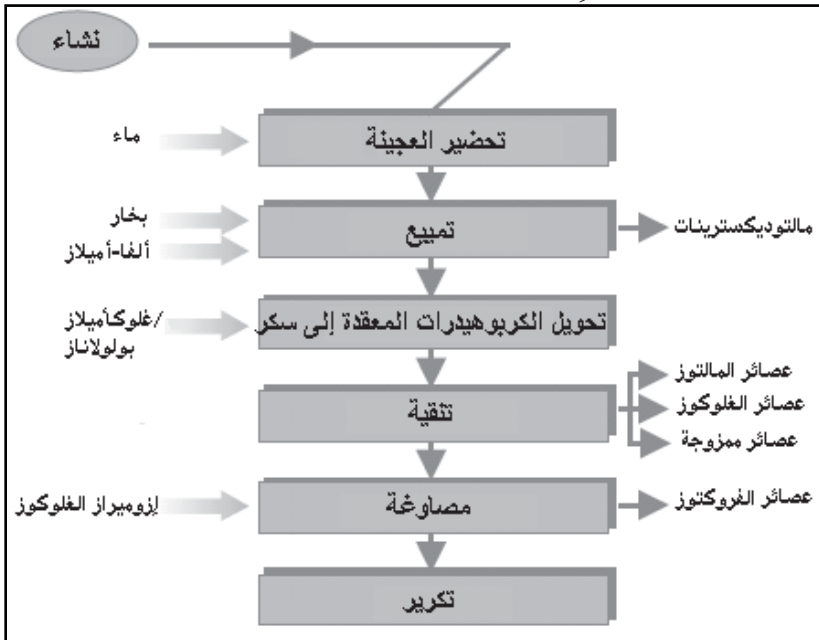 نشاء
ماء
تحضير العجينة
بخار
ألفا-أميلاز
تمييع
مالتوديكسترينات
غلوكأميلاز/
بولولاناز
تحويل الكربوهيدرات المعقدة إلى سكر
تنقية
عصائر المالتوز
عصائر الغلوكوز
عصائر ممزوجة
إزوميراز الغلوكوز
مصاوغة
عصائر الفروكتوز
تكرير